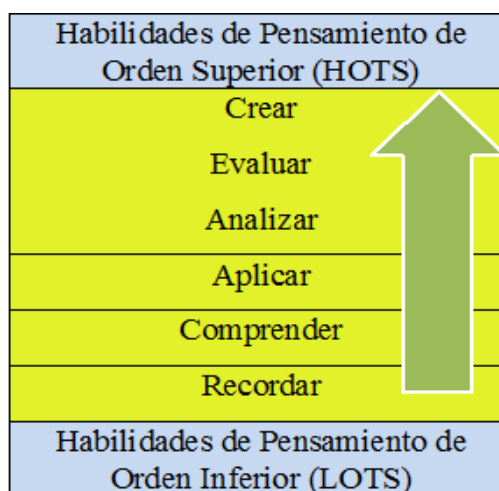 Habilidades de Pensamiento de
Orden Superior (HOTS)
Crear
Evaluar
Analizar
Aplicar
Comprender
Recordar
Habilidades de Pensamiento de
Orden Inferior (LOTS)